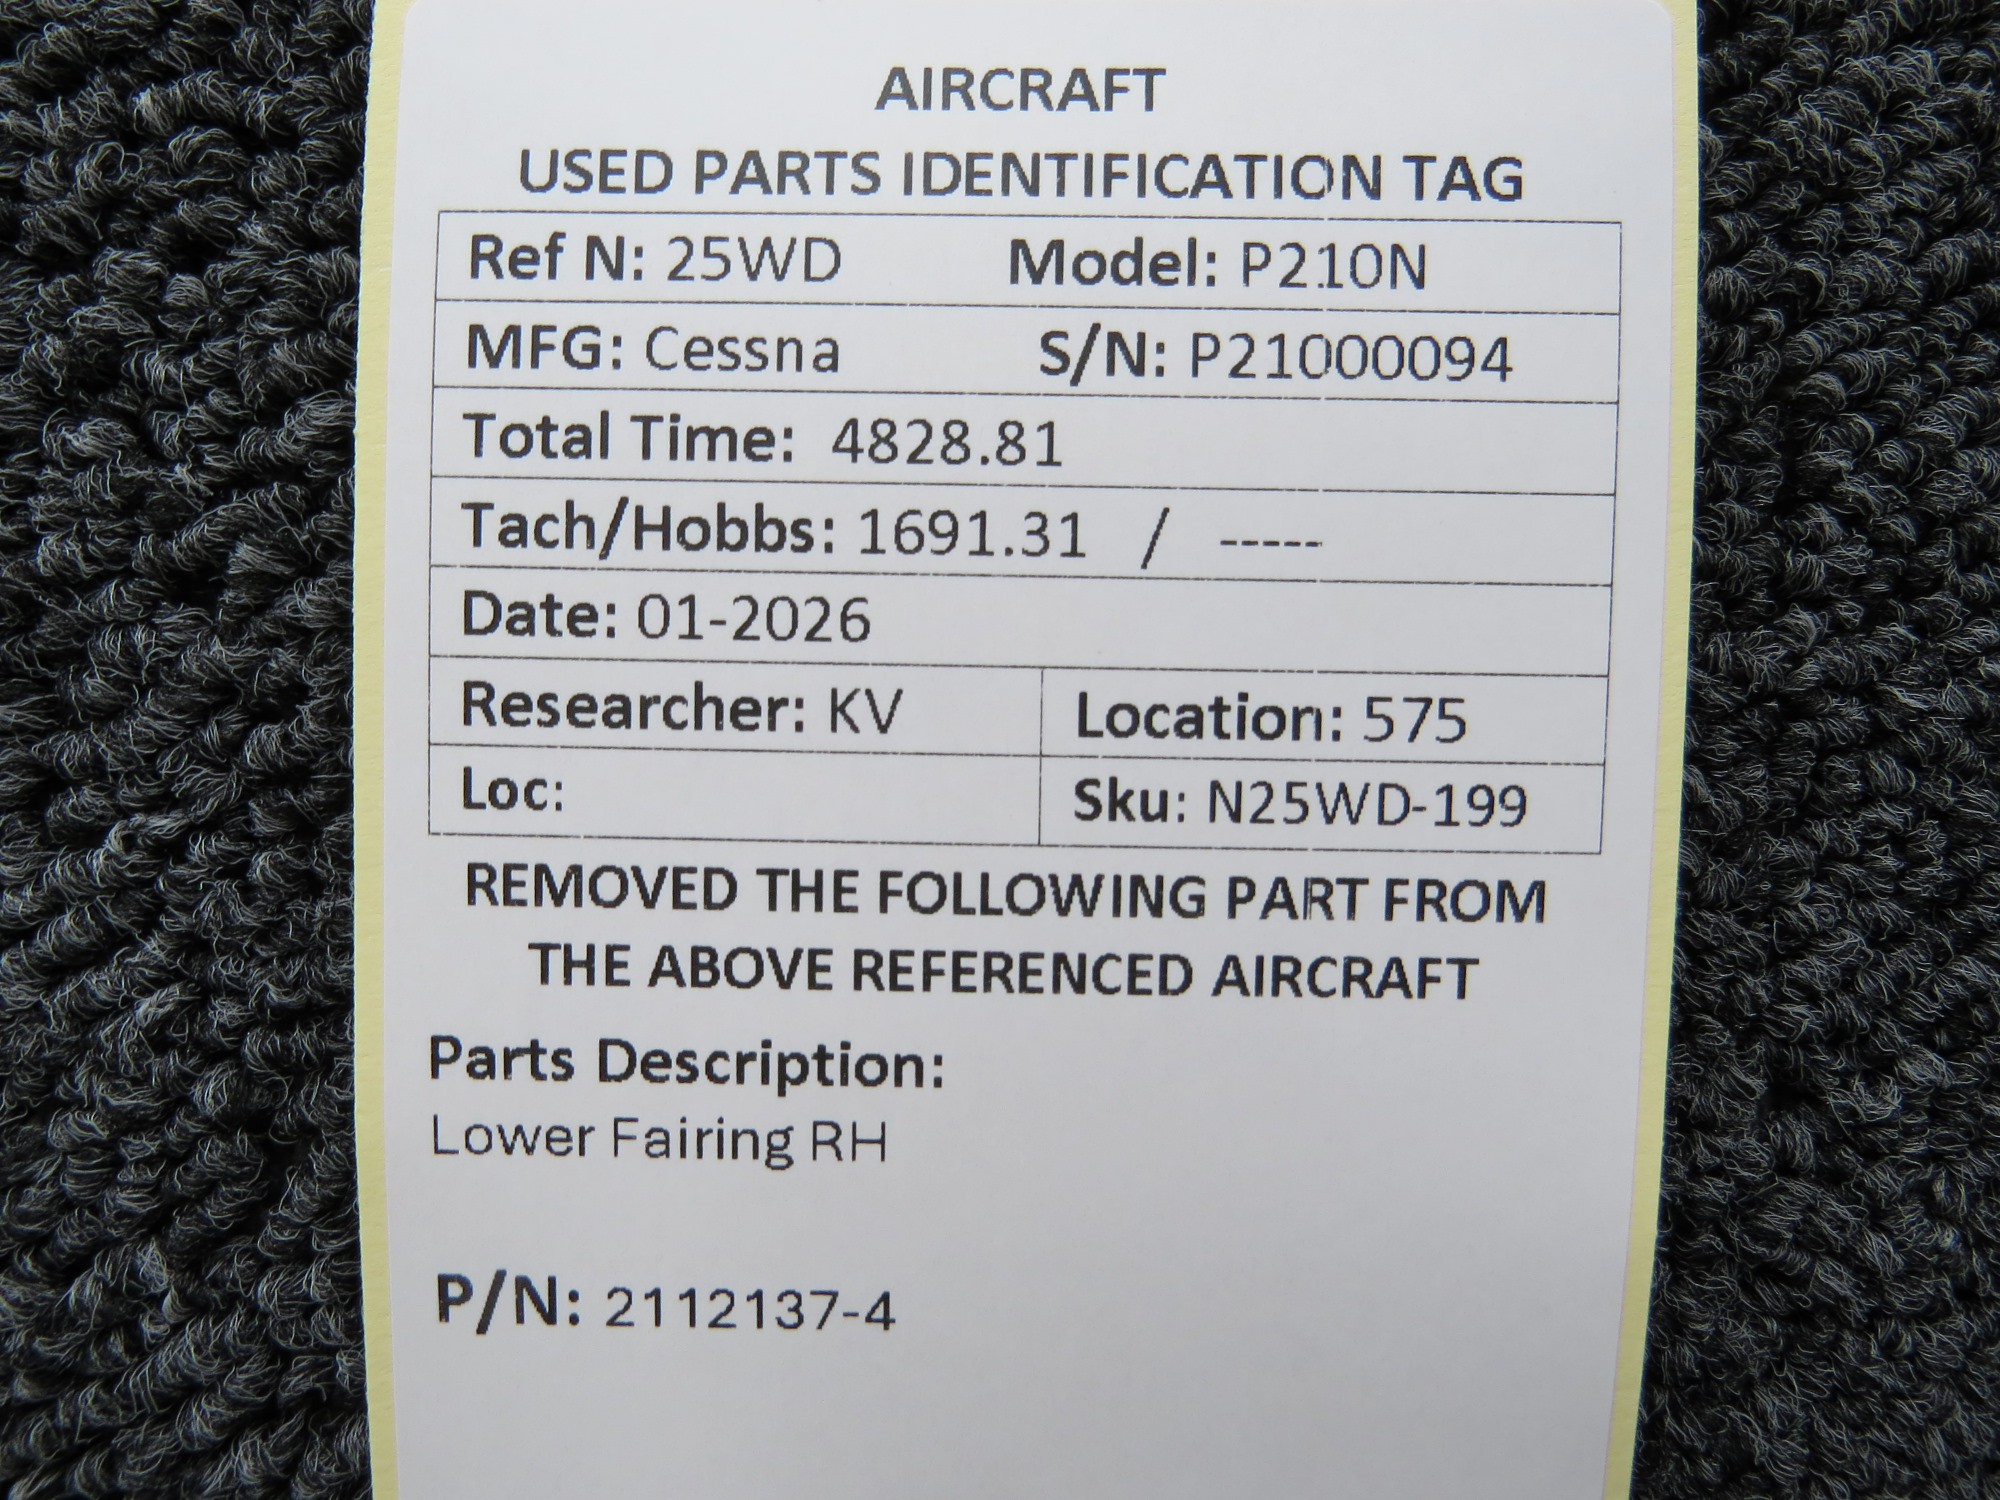 AIRCRAFT
USED PARTS IDENTIFICATION TAG
Ref N: 25WD Model: P210N
MFG: Cessna S/N: P21000094
Total Time: 4828.81
Tach/Hobbs: 1691.31 / -----
Date: 01-2026
Researcher: KV Location: 575
Loc: Sku: N25WD-199
REMOVED THE FOLLOWING PART FROM
THE ABOVE REFERENCED AIRCRAFT
Parts Description:
Lower Fairing RH
P/N: 2112137-4